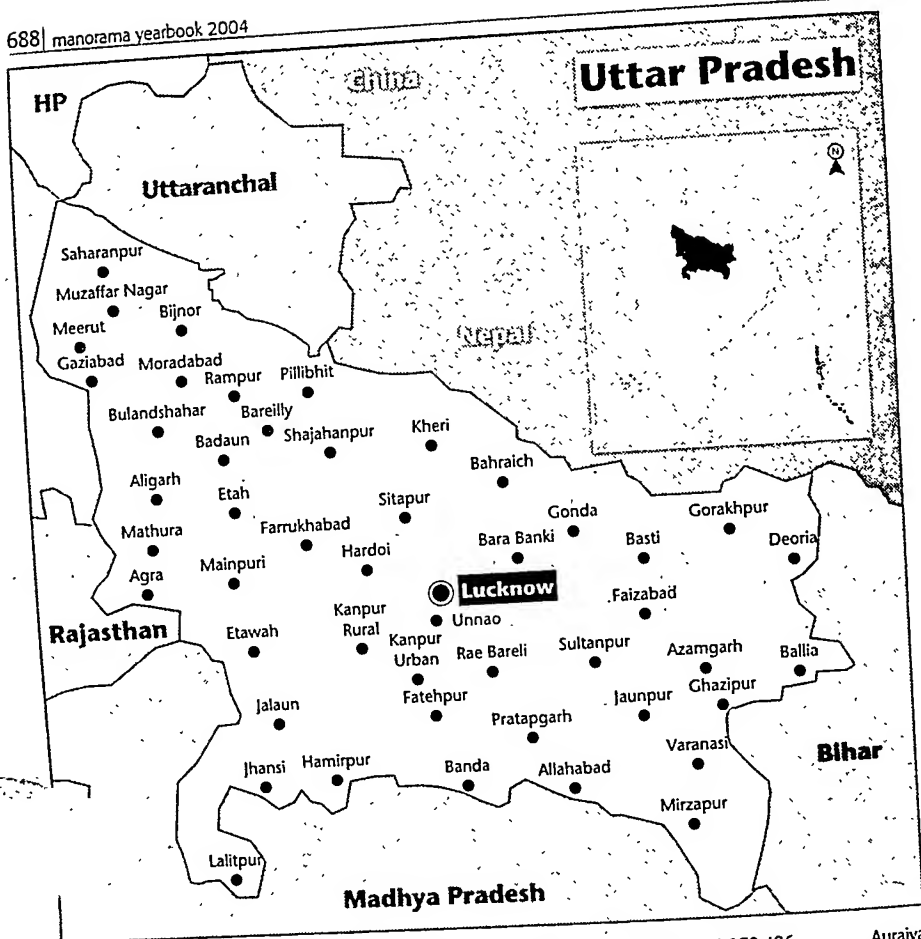 688| manorama yearbook 2004
Uttar Pradesh
HP
China
N
Uttaranchal
Saharanpur
Muzaffar Nagar
Bijnor
Meerut
Nepal
Gaziabad
Moradabad
Rampur
Pillibhit
Bulandshahar
Bareilly
Badaun
Shajahanpur
Kheri
Bahraich
Aligarh
Etah
Sitapur
Gonda
Gorakhpur
Mathura
Farrukhabad
Hardoi
Bara Banki
Basti
Deoria
Agra
Mainpuri
Lucknow
Faizabad
Rajasthan
Etawah
Kanpur
Rural
Unnao
Kanpur
Urban
Rae Bareli
Sultanpur
Azamgarh
Ballia
Jalaun
Fatehpur
Pratapgarh
Jaunpur
Ghazipur
Jhansi
Hamirpur
Banda
Allahabad
Varanasi
Bihar
Mirzapur
Lalitpur
Madhya Pradesh